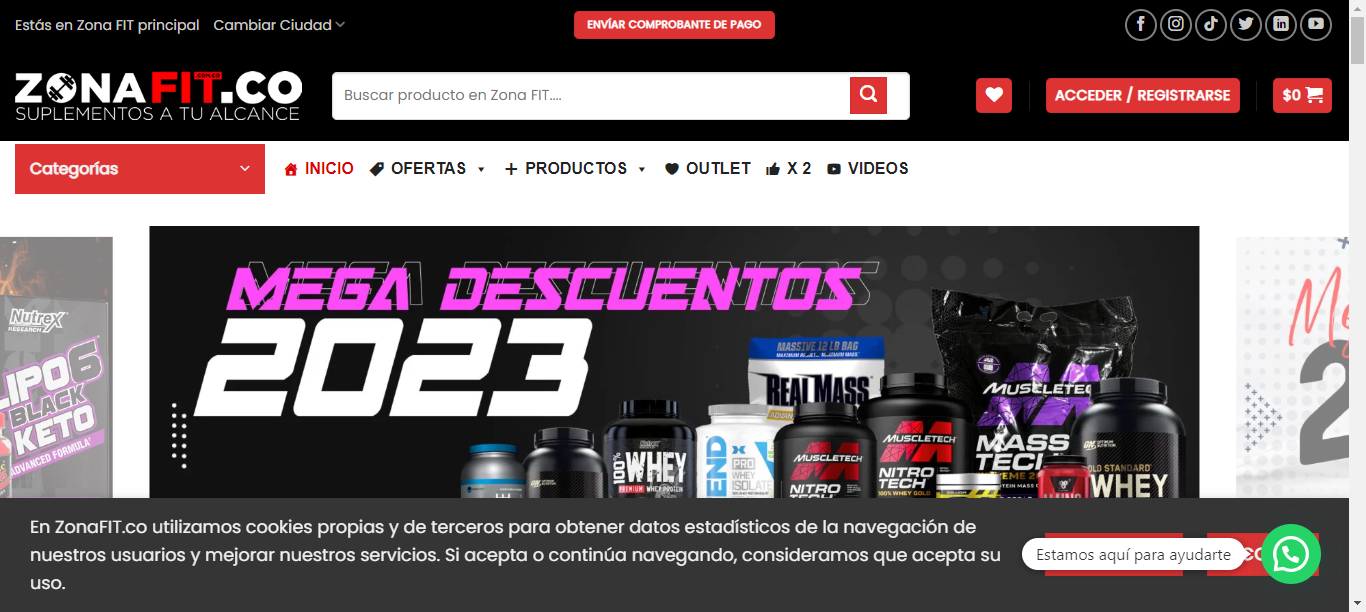 Estás en Zona FIT principal Cambiar Ciudad
ENVÍAR COMPROBANTE DE PAGO
ZONAFIT.CO
.COM.CO
SUPLEMENTOS A TU ALCANCE
Buscar producto en Zona FIT....
ACCEDER / REGISTRARSE
$0
Categorías
INICIO OFERTAS PRODUCTOS OUTLET X 2 VIDEOS
MEGA DESCUENTOS
2023
Nutrex
RESEARCH
LIPO6
BLACK
KETO
ADVANCED FORMULA
MASSIVE 12 LB BAG
REAL MASS
MUSCLETECH
MASS
TECH
MUSCLETECH
NITRO
TECH
100% WHEY GOLD
MUSCLETECH
NITRO
Nutrex
100%
WHEY
PREMIUM WHEY PROTEIN
PRO
WHEY
ISOLATE
GOLD STANDARD
WHEY
En ZonaFIT.co utilizamos cookies propias y de terceros para obtener datos estadísticos de la navegación de
nuestros usuarios y mejorar nuestros servicios. Si acepta o continúa navegando, consideramos que acepta su
uso.
Estamos aquí para ayudarte